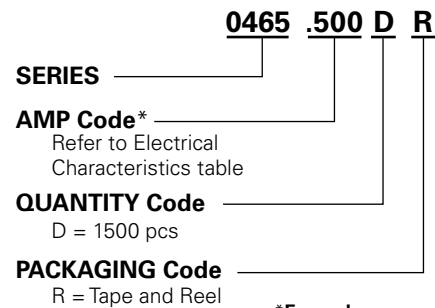 0465 .500 D R
SERIES
AMP Code*
Refer to Electrical
Characteristics table
QUANTITY Code
D = 1500 pcs
PACKAGING Code
R = Tape and Reel